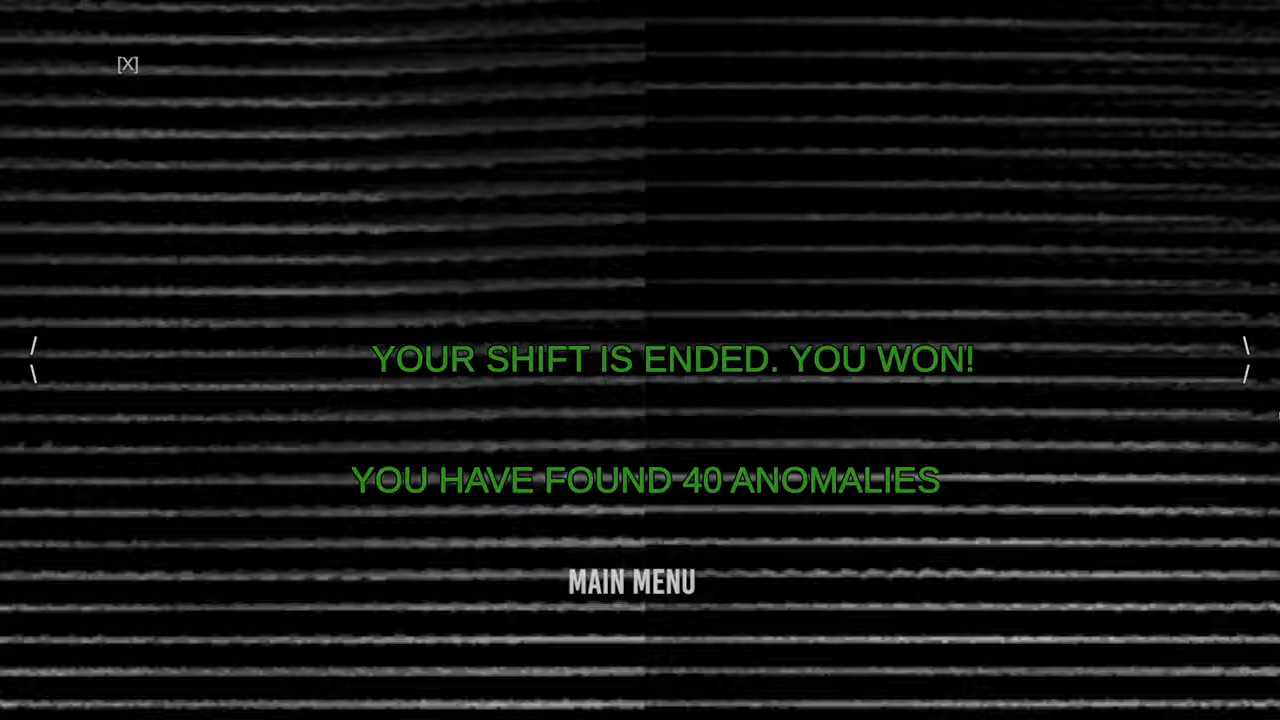 [X]
YOUR SHIFT IS ENDED. YOU WON!
YOU HAVE FOUND 40 ANOMALIES
MAIN MENU